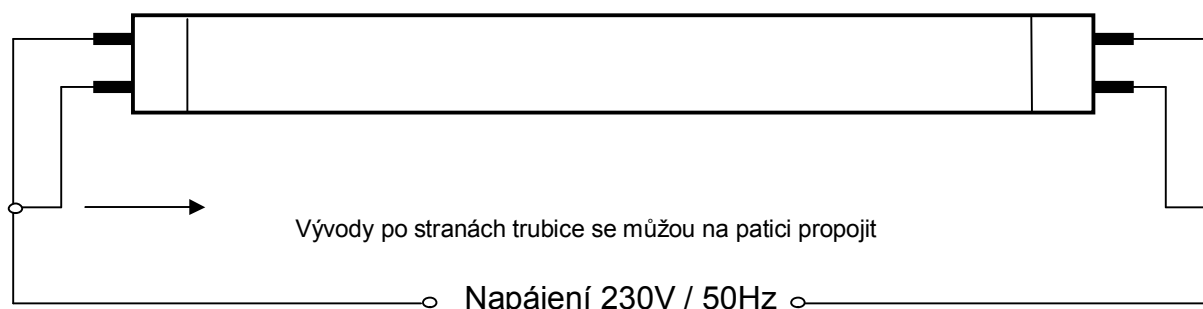 Vývody po stranách trubice se můžou na patici propojit
Napájení 230V / 50Hz